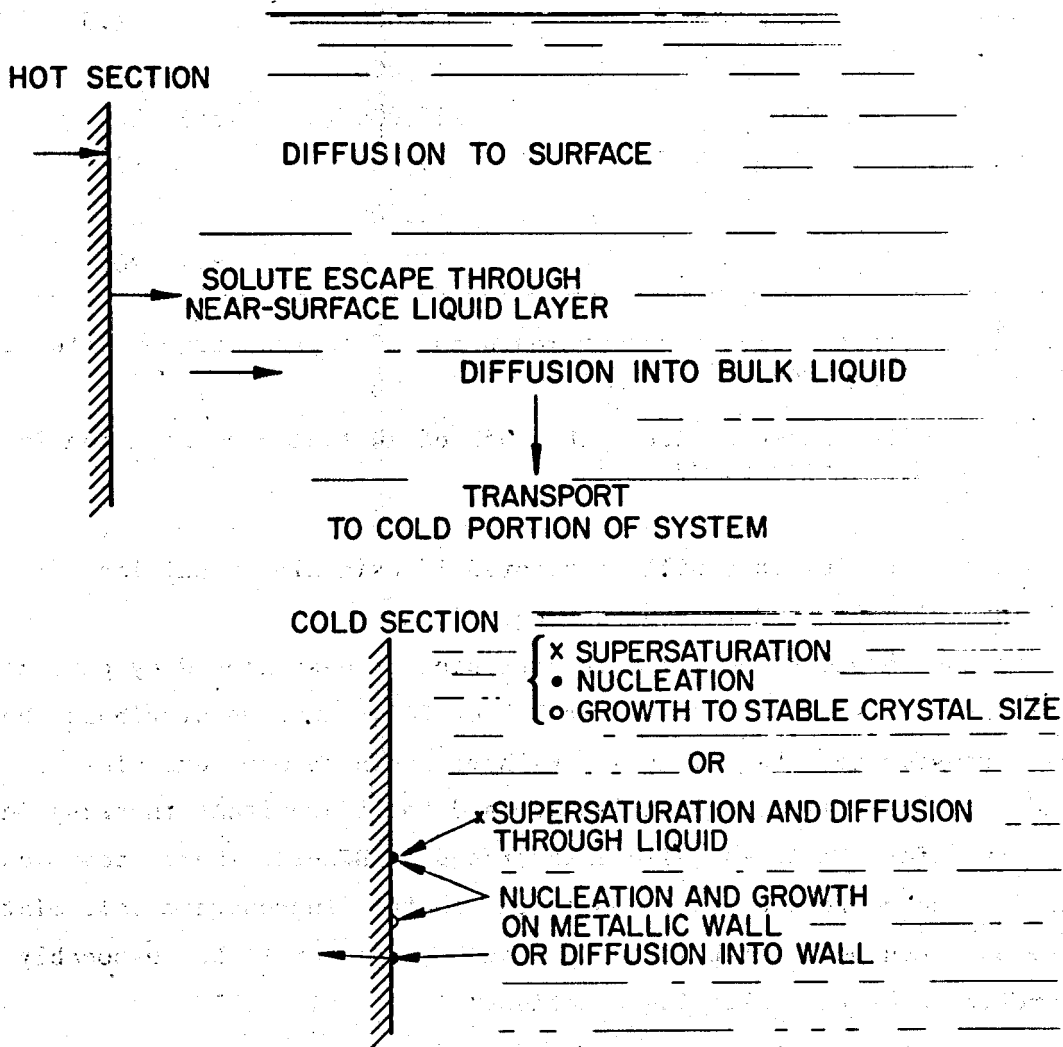 HOT SECTION
DIFFUSION TO SURFACE
SOLUTE ESCAPE THROUGH
NEAR-SURFACE LIQUID LAYER
DIFFUSION INTO BULK LIQUID
TRANSPORT
TO COLD PORTION OF SYSTEM
COLD SECTION
x SUPERSATURATION
• NUCLEATION
o GROWTH TO STABLE CRYSTAL SIZE
OR
x SUPERSATURATION AND DIFFUSION
THROUGH LIQUID
NUCLEATION AND GROWTH
ON METALLIC WALL
OR DIFFUSION INTO WALL